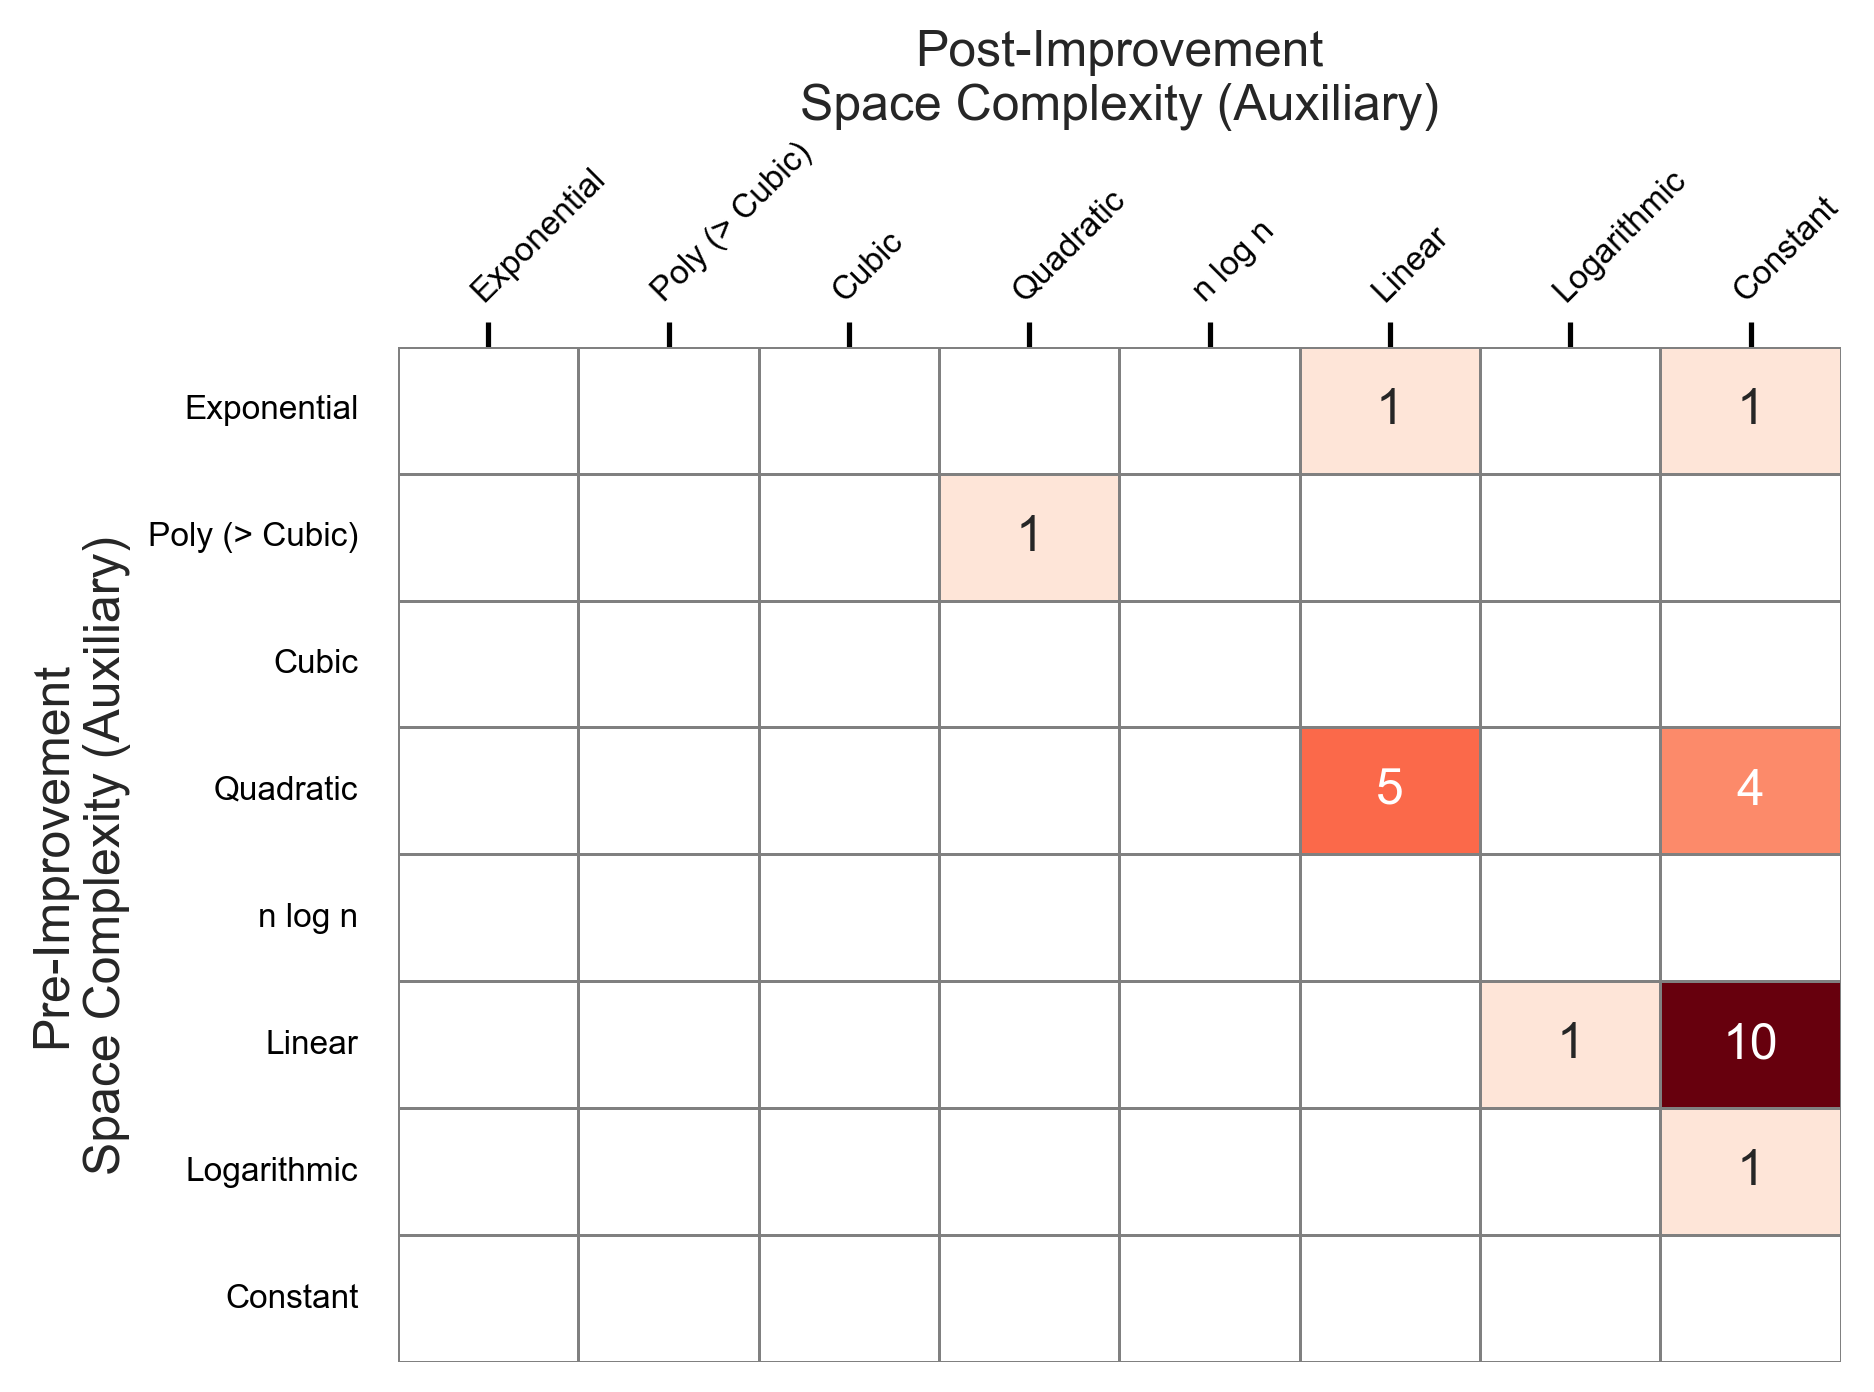 Post-Improvement
Space Complexity (Auxiliary)
Exponential
Poly (> Cubic)
Cubic
Quadratic
n log n
Linear
Logarithmic
Constant
Pre-Improvement
Space Complexity (Auxiliary)
Exponential 1 1
Poly (> Cubic) 1
Cubic
Quadratic 5 4
n log n
Linear 1 10
Logarithmic 1
Constant